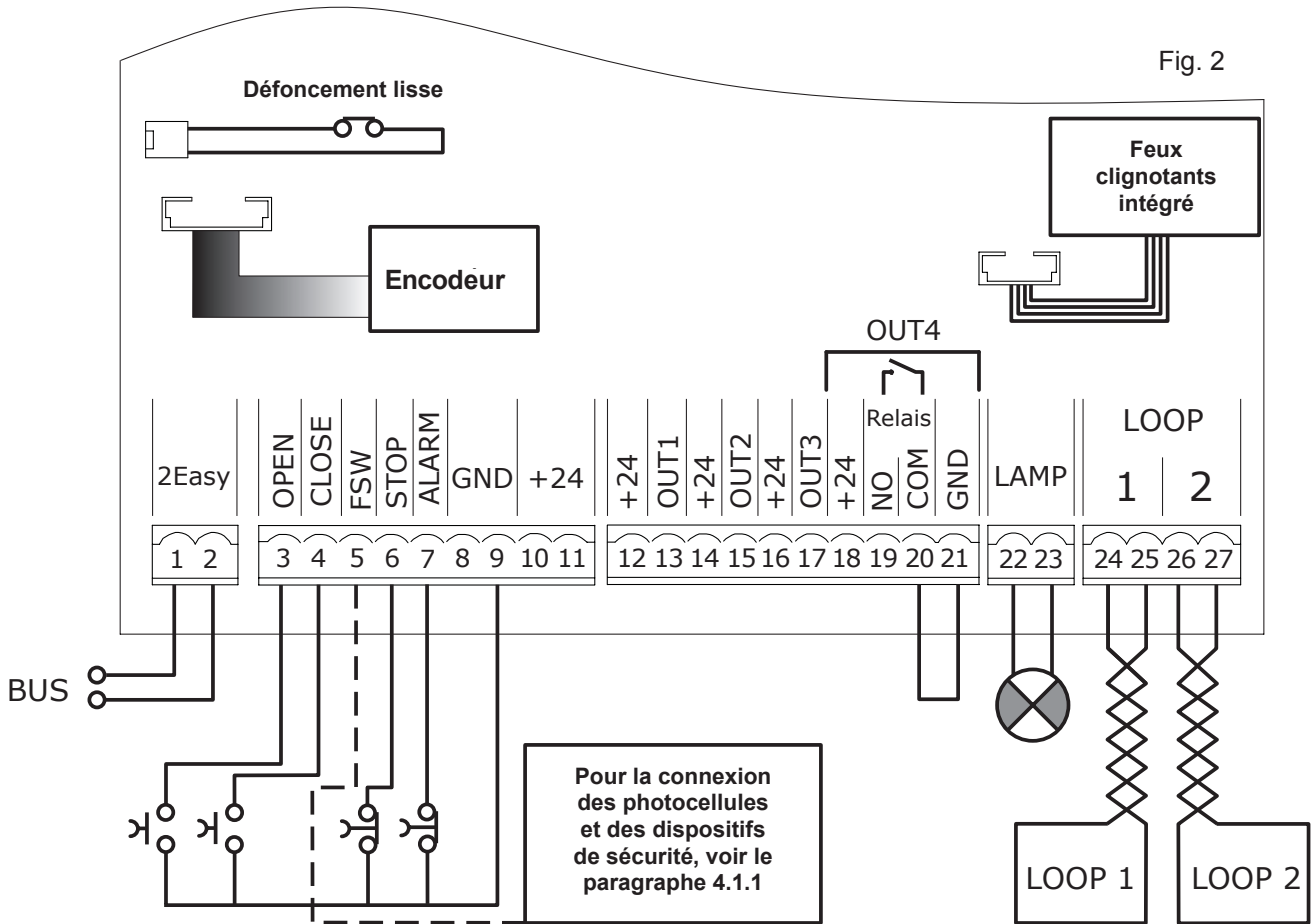 Fig. 2
Défoncement lisse
Feux
clignotants
intégré
Encodeur
OUT4
Relais
LOOP
2Easy
OPEN
CLOSE
FSW
STOP
ALARM
GND
+24
+24
OUT1
+24
OUT2
+24
OUT3
+24
NO
COM
GND
LAMP
1
2
1 2 3 4 5 6 7 8 9 10 11 12 13 14 15 16 17 18 19 20 21 22 23 24 25 26 27
BUS
Pour la connexion
des photocellules
et des dispositifs
de sécurité, voir le
paragraphe 4.1.1
LOOP 1
LOOP 2